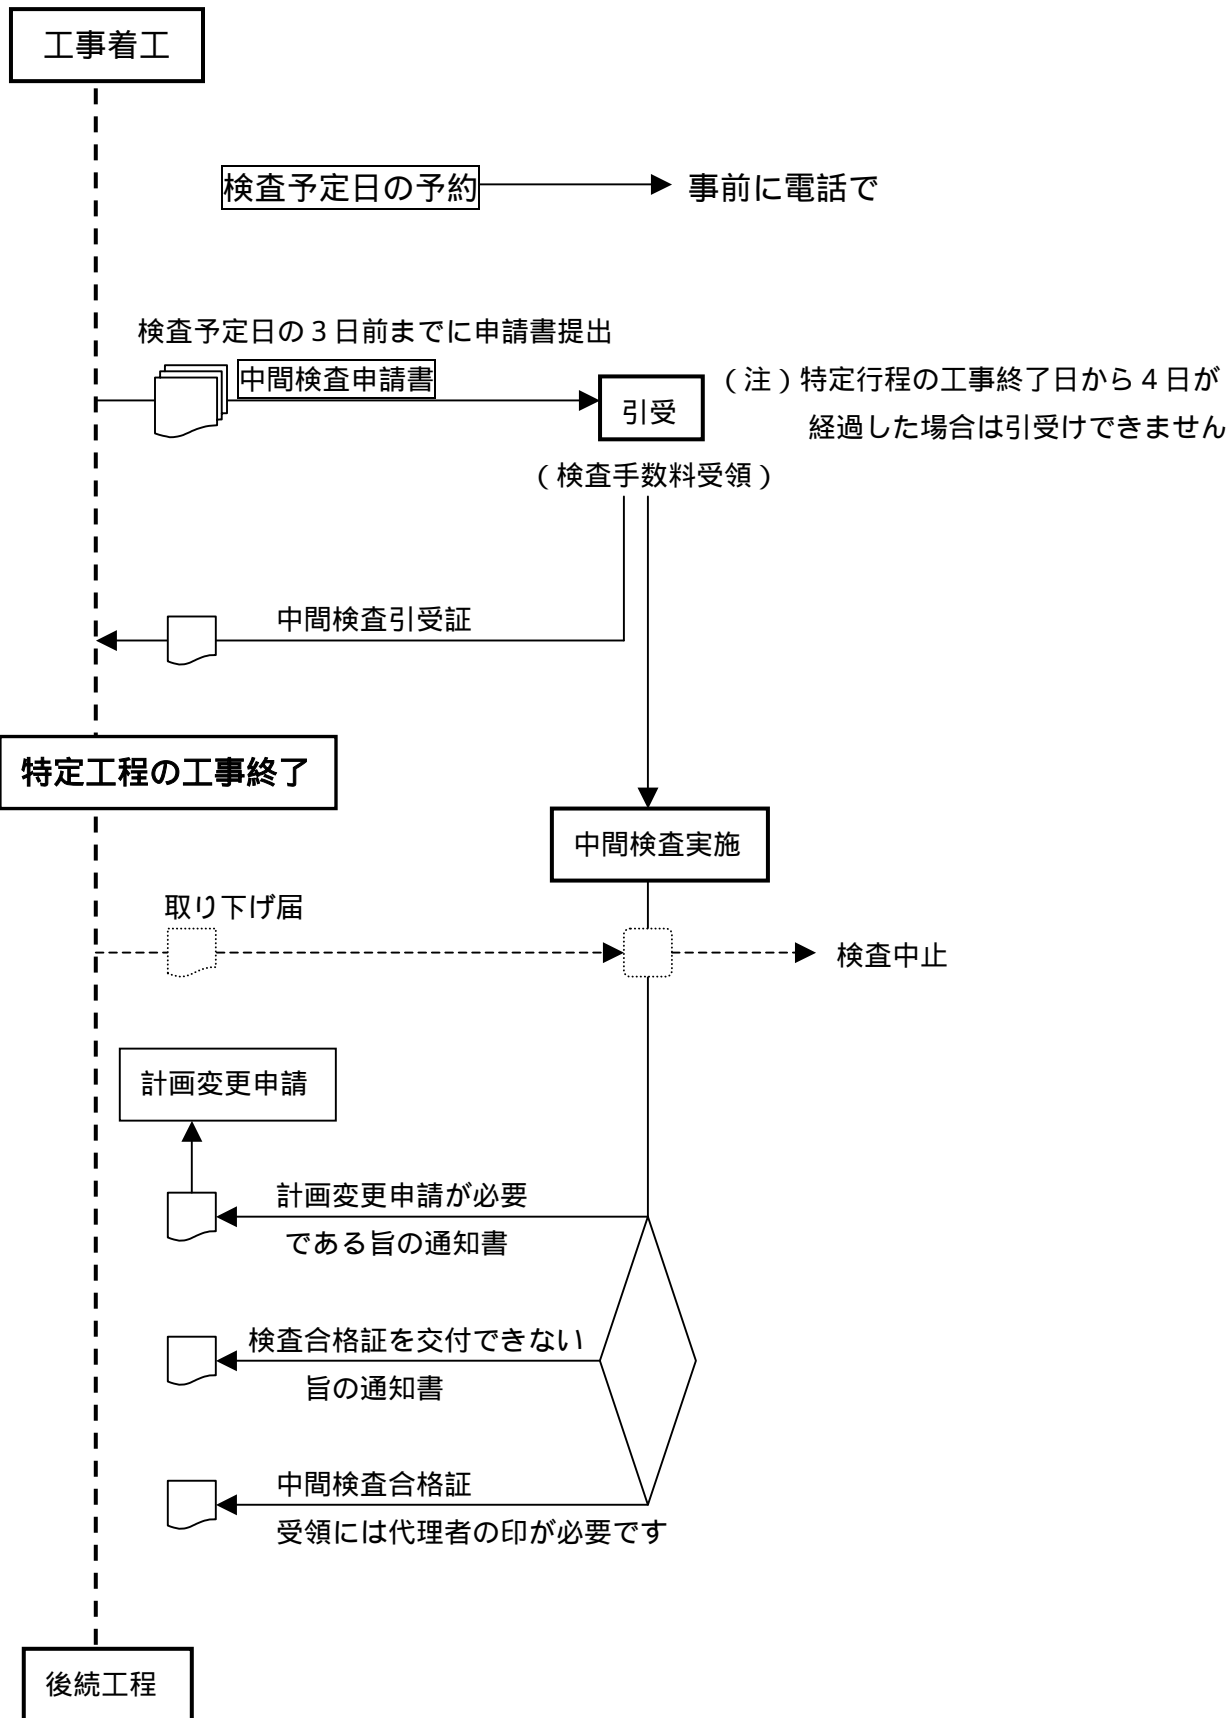 工事着工
検査予定日の予約
事前に電話で
検査予定日の３日前までに申請書提出
中間検査申請書
引受
（注）特定行程の工事終了日から４日が
経過した場合は引受けできません
（検査手数料受領）
中間検査引受証
特定工程の工事終了
中間検査実施
取り下げ届
検査中止
計画変更申請
計画変更申請が必要
である旨の通知書
検査合格証を交付できない
旨の通知書
中間検査合格証
受領には代理者の印が必要です
後続工程